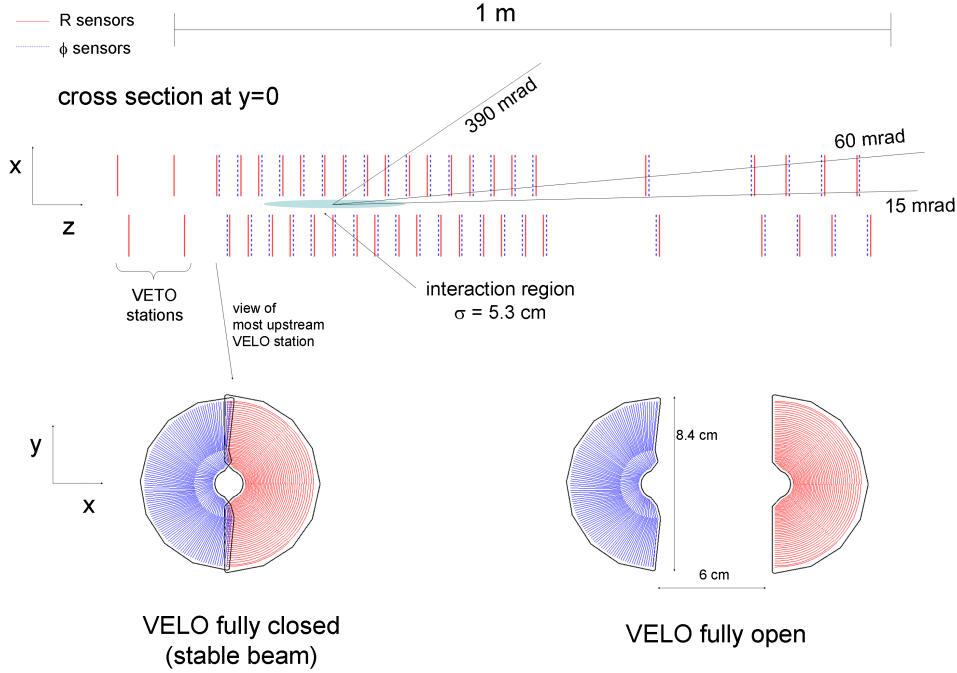 R sensors
ϕ sensors
1 m
cross section at y=0
390 mrad
60 mrad
15 mrad
x
z
VETO
stations
view of
most upstream
VELO station
interaction region
σ = 5.3 cm
y
x
8.4 cm
6 cm
VELO fully closed
(stable beam)
VELO fully open